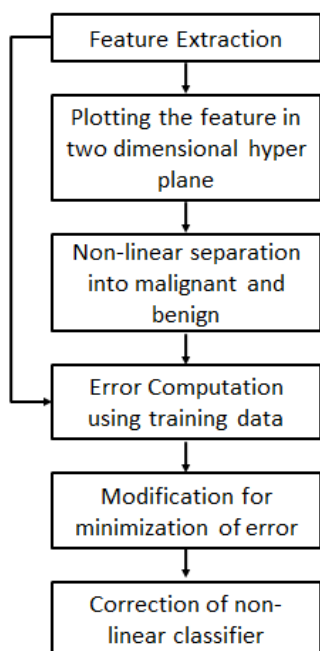 Feature Extraction
Plotting the feature in
two dimensional hyper
plane
Non-linear separation
into malignant and
benign
Error Computation
using training data
Modification for
minimization of error
Correction of non-
linear classifier